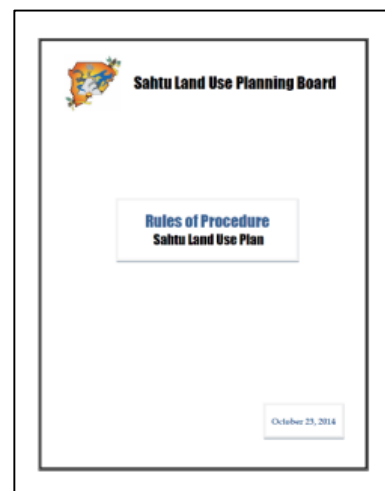 Sahtu Land Use Planning Board
Rules of Procedure
Sahtu Land Use Plan
October 23, 2014